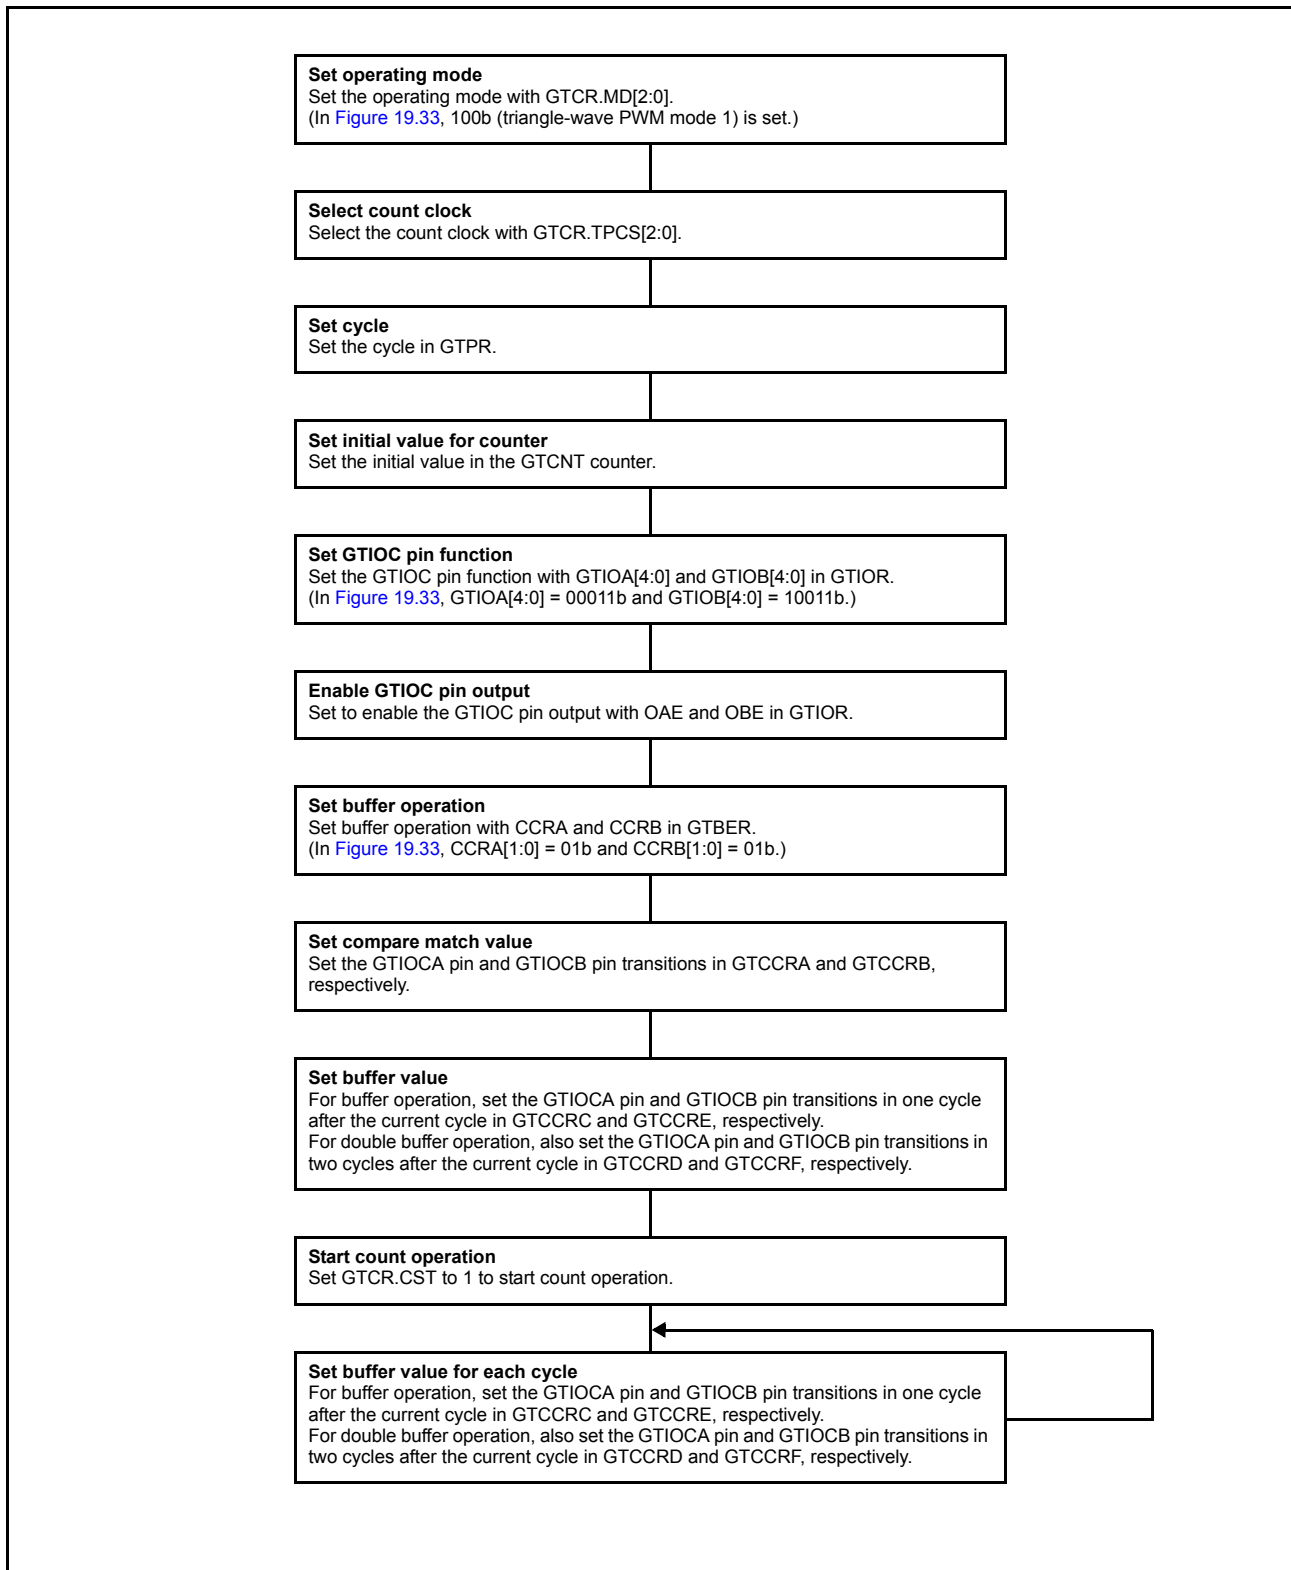 Set operating mode
Set the operating mode with GTCR.MD[2:0].
(In Figure 19.33, 100b (triangle-wave PWM mode 1) is set.)
Select count clock
Select the count clock with GTCR.TPCS[2:0].
Set cycle
Set the cycle in GTPR.
Set initial value for counter
Set the initial value in the GTCNT counter.
Set GTIOC pin function
Set the GTIOC pin function with GTIOA[4:0] and GTIOB[4:0] in GTIOR.
(In Figure 19.33, GTIOA[4:0] = 00011b and GTIOB[4:0] = 10011b.)
Enable GTIOC pin output
Set to enable the GTIOC pin output with OAE and OBE in GTIOR.
Set buffer operation
Set buffer operation with CCRA and CCRB in GTBER.
(In Figure 19.33, CCRA[1:0] = 01b and CCRB[1:0] = 01b.)
Set compare match value
Set the GTIOCA pin and GTIOCB pin transitions in GTCCRA and GTCCRB,
respectively.
Set buffer value
For buffer operation, set the GTIOCA pin and GTIOCB pin transitions in one cycle
after the current cycle in GTCCRC and GTCCRE, respectively.
For double buffer operation, also set the GTIOCA pin and GTIOCB pin transitions in
two cycles after the current cycle in GTCCRD and GTCCRF, respectively.
Start count operation
Set GTCR.CST to 1 to start count operation.
Set buffer value for each cycle
For buffer operation, set the GTIOCA pin and GTIOCB pin transitions in one cycle
after the current cycle in GTCCRC and GTCCRE, respectively.
For double buffer operation, also set the GTIOCA pin and GTIOCB pin transitions in
two cycles after the current cycle in GTCCRD and GTCCRF, respectively.